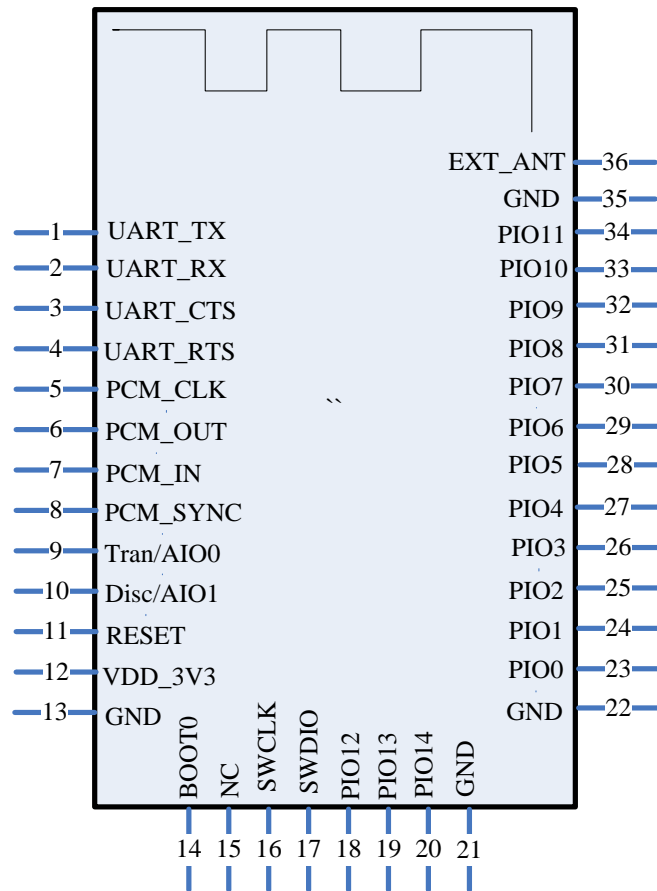 EXT_ANT 36
GND 35
1 UART_TX PIO11 34
2 UART_RX PIO10 33
3 UART_CTS PIO9 32
4 UART_RTS PIO8 31
5 PCM_CLK `` PIO7 30
6 PCM_OUT PIO6 29
7 PCM_IN PIO5 28
8 PCM_SYNC PIO4 27
9 Tran/AIO0 PIO3 26
10 Disc/AIO1 PIO2 25
11 RESET PIO1 24
12 VDD_3V3 PIO0 23
13 GND GND 22
BOOT0 NC SWCLK SWDIO PIO12 PIO13 PIO14 GND
14 15 16 17 18 19 20 21